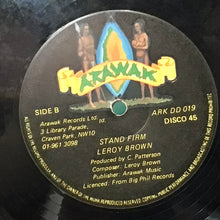 ARAWAK
SIDE B
ARK DD 019
DISCO 45
Arawak Records Ltd.
3 Library Parade,
Craven Park, NW10
01-961 3098
STAND FIRM
LEROY BROWN
Produced by C. Patterson
Composer: Leroy Brown
Publisher: Arawak Music
Licenced: From Big Phil Records